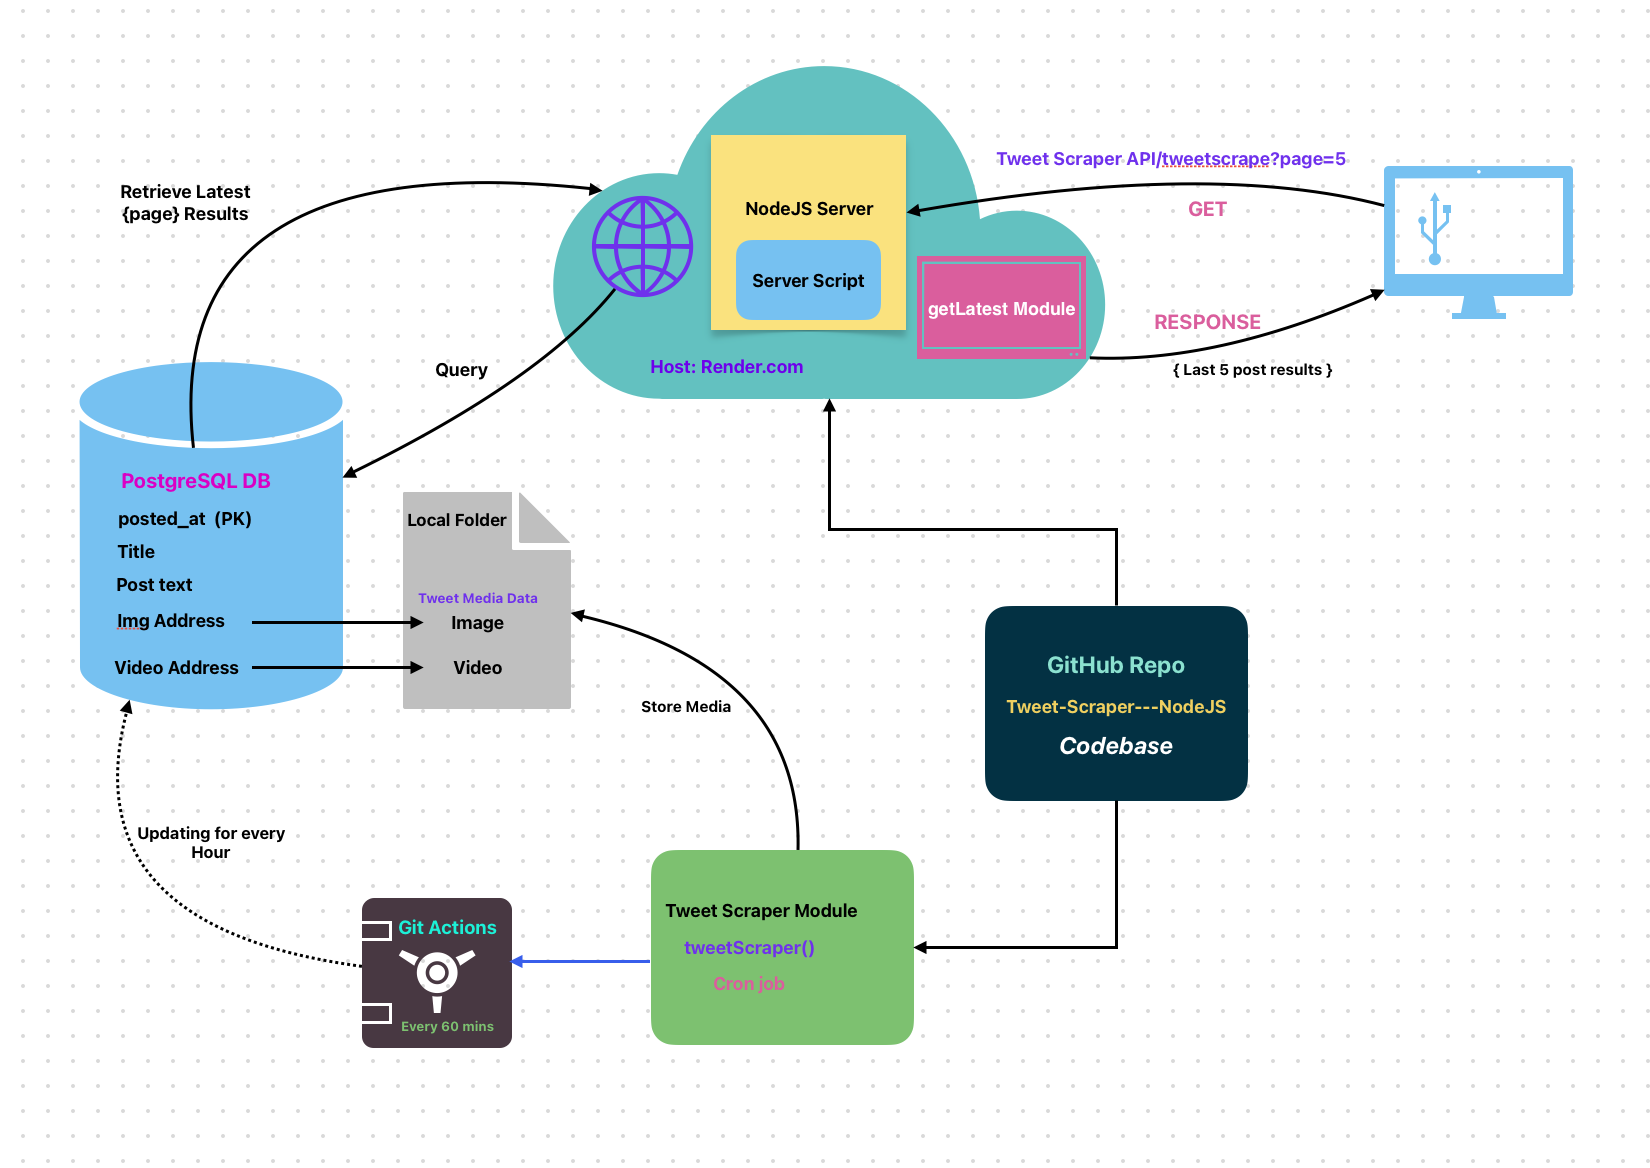 Tweet Scraper API/tweetscrape?page=5
GET
Retrieve Latest
{page} Results
NodeJS Server
Server Script
getLatest Module
Host: Render.com
RESPONSE
{ Last 5 post results }
Query
PostgreSQL DB
posted_at (PK)
Title
Post text
Img Address
Video Address
Local Folder
Tweet Media Data
Image
Video
Store Media
GitHub Repo
Tweet-Scraper---NodeJS
Codebase
Updating for every
Hour
Git Actions
Every 60 mins
Tweet Scraper Module
tweetScraper()
Cron job